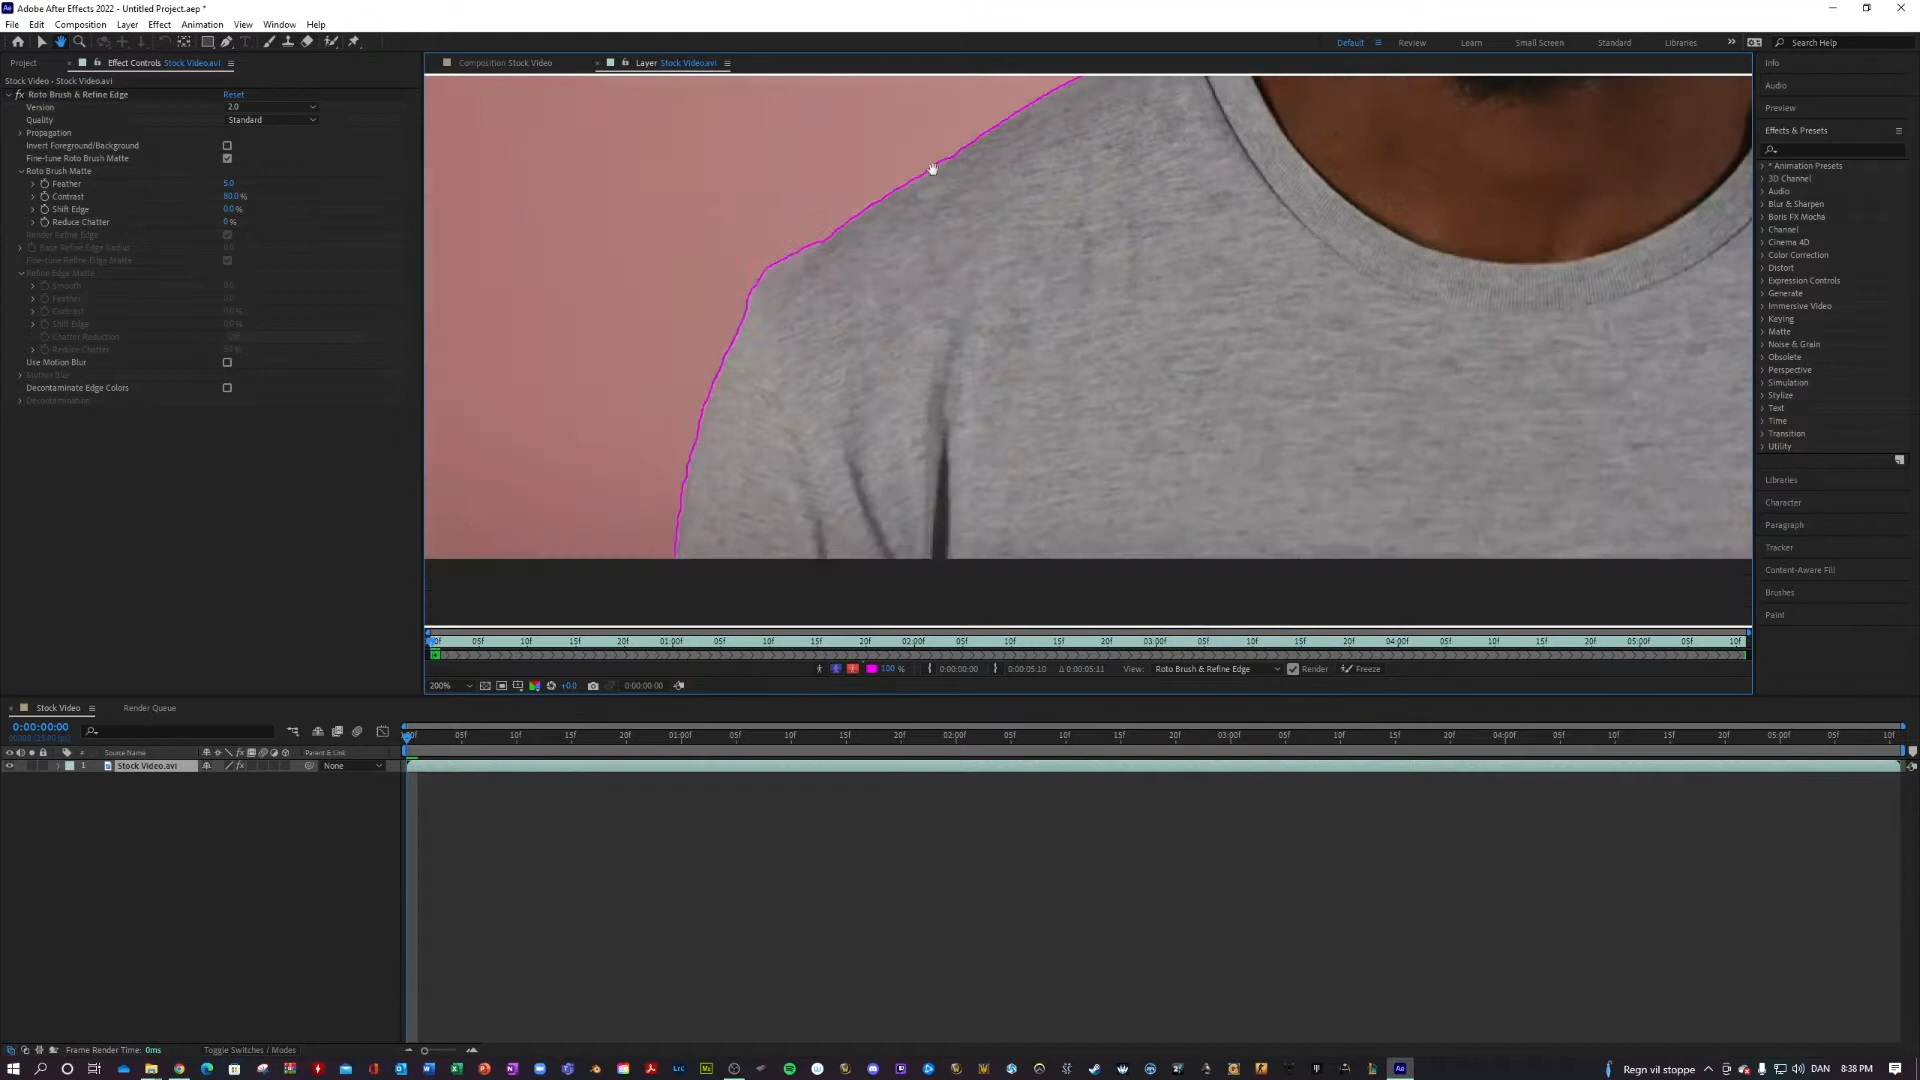 Adobe After Effects 2022 - Untitled Project.aep *
File Edit Composition Layer Effect Animation View Window Help
Default Review Learn Small Screen Standard Libraries Search Help
Project Effect Controls Stock Video.avi
Composition Stock Video Layer Stock Video.avi
Stock Video • Stock Video.avi
fx Roto Brush & Refine Edge Reset
Version 2.0
Quality Standard
Propagation
Invert Foreground/Background
Fine-tune Roto Brush Matte
Roto Brush Matte
Feather 5.0
Contrast 80.0 %
Shift Edge 0.0 %
Reduce Chatter 0 %
Render Refine Edge
Base Refine Edge Radius 0.0
Fine-tune Refine Edge Matte
Refine Edge Matte
Smooth 0.0
Feather 0.0
Contrast 0.0 %
Shift Edge 0.0 %
Chatter Reduction Off
Reduce Chatter 50 %
Use Motion Blur
Motion Blur
Decontaminate Edge Colors
Decontamination
Info
Audio
Preview
Effects & Presets
* Animation Presets
3D Channel
Audio
Blur & Sharpen
Boris FX Mocha
Channel
Cinema 4D
Color Correction
Distort
Expression Controls
Generate
Immersive Video
Keying
Matte
Noise & Grain
Obsolete
Perspective
Simulation
Stylize
Text
Time
Transition
Utility
Libraries
Character
Paragraph
Tracker
Content-Aware Fill
Brushes
Paint
05f 10f 15f 20f 01:00f 05f 10f 15f 20f 02:00f 05f 10f 15f 20f 03:00f 05f 10f 15f 20f 04:00f 05f 10f 15f 20f 05:00f 05f 10f
100 % 0:00:00:00 0:00:05:10 Δ 0:00:05:11 View: Roto Brush & Refine Edge Render Freeze
200% +0.0 0:00:00:00
Stock Video Render Queue
0:00:00:00
05f 10f 15f 20f 01:00f 05f 10f 15f 20f 02:00f 05f 10f 15f 20f 03:00f 05f 10f 15f 20f 04:00f 05f 10f 15f 20f 05:00f 05f 10f
# Source Name Parent & Link
1 Stock Video.avi None
Frame Render Time: 0ms Toggle Switches / Modes
Regn vil stoppe DAN 8:38 PM